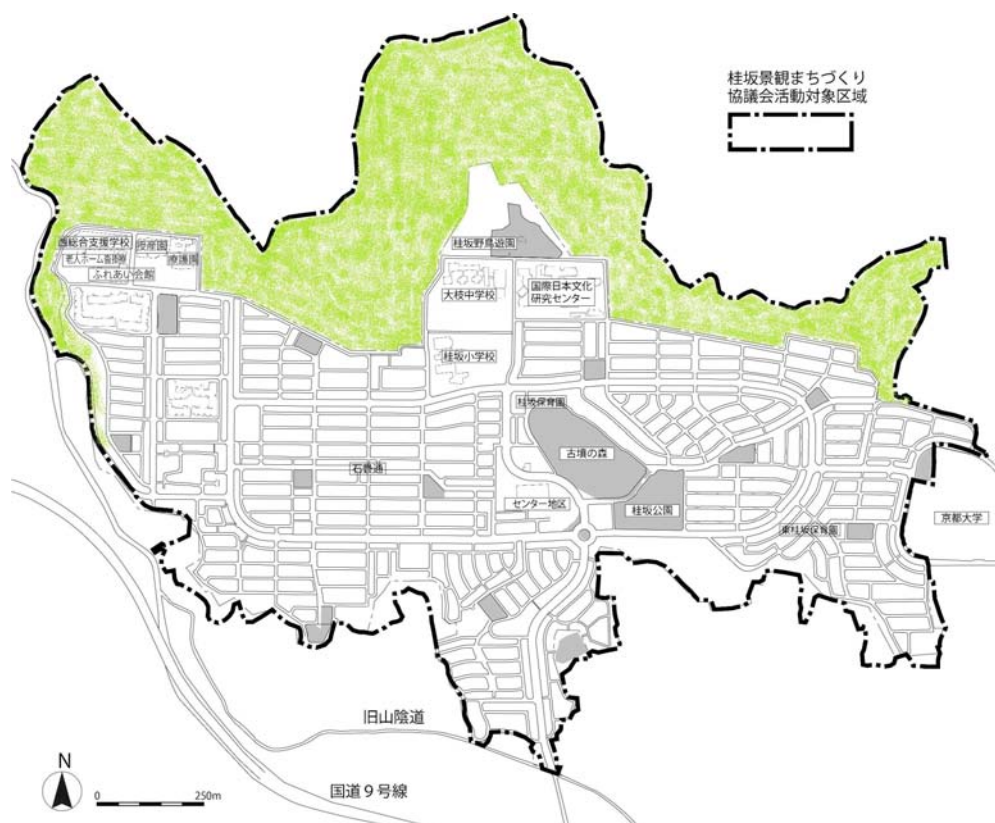 桂坂景観まちづくり
協議会活動対象区域
桂坂野鳥遊園
西総合支援学校
授産園
老人ホーム沓掛寮
療護園
ふれあい会館
大枝中学校
国際日本文化
研究センター
桂坂小学校
桂坂保育園
古墳の森
石畳通
センター地区
桂坂公園
京都大学
東桂坂保育園
旧山陰道
国道9号線
N
0
250m